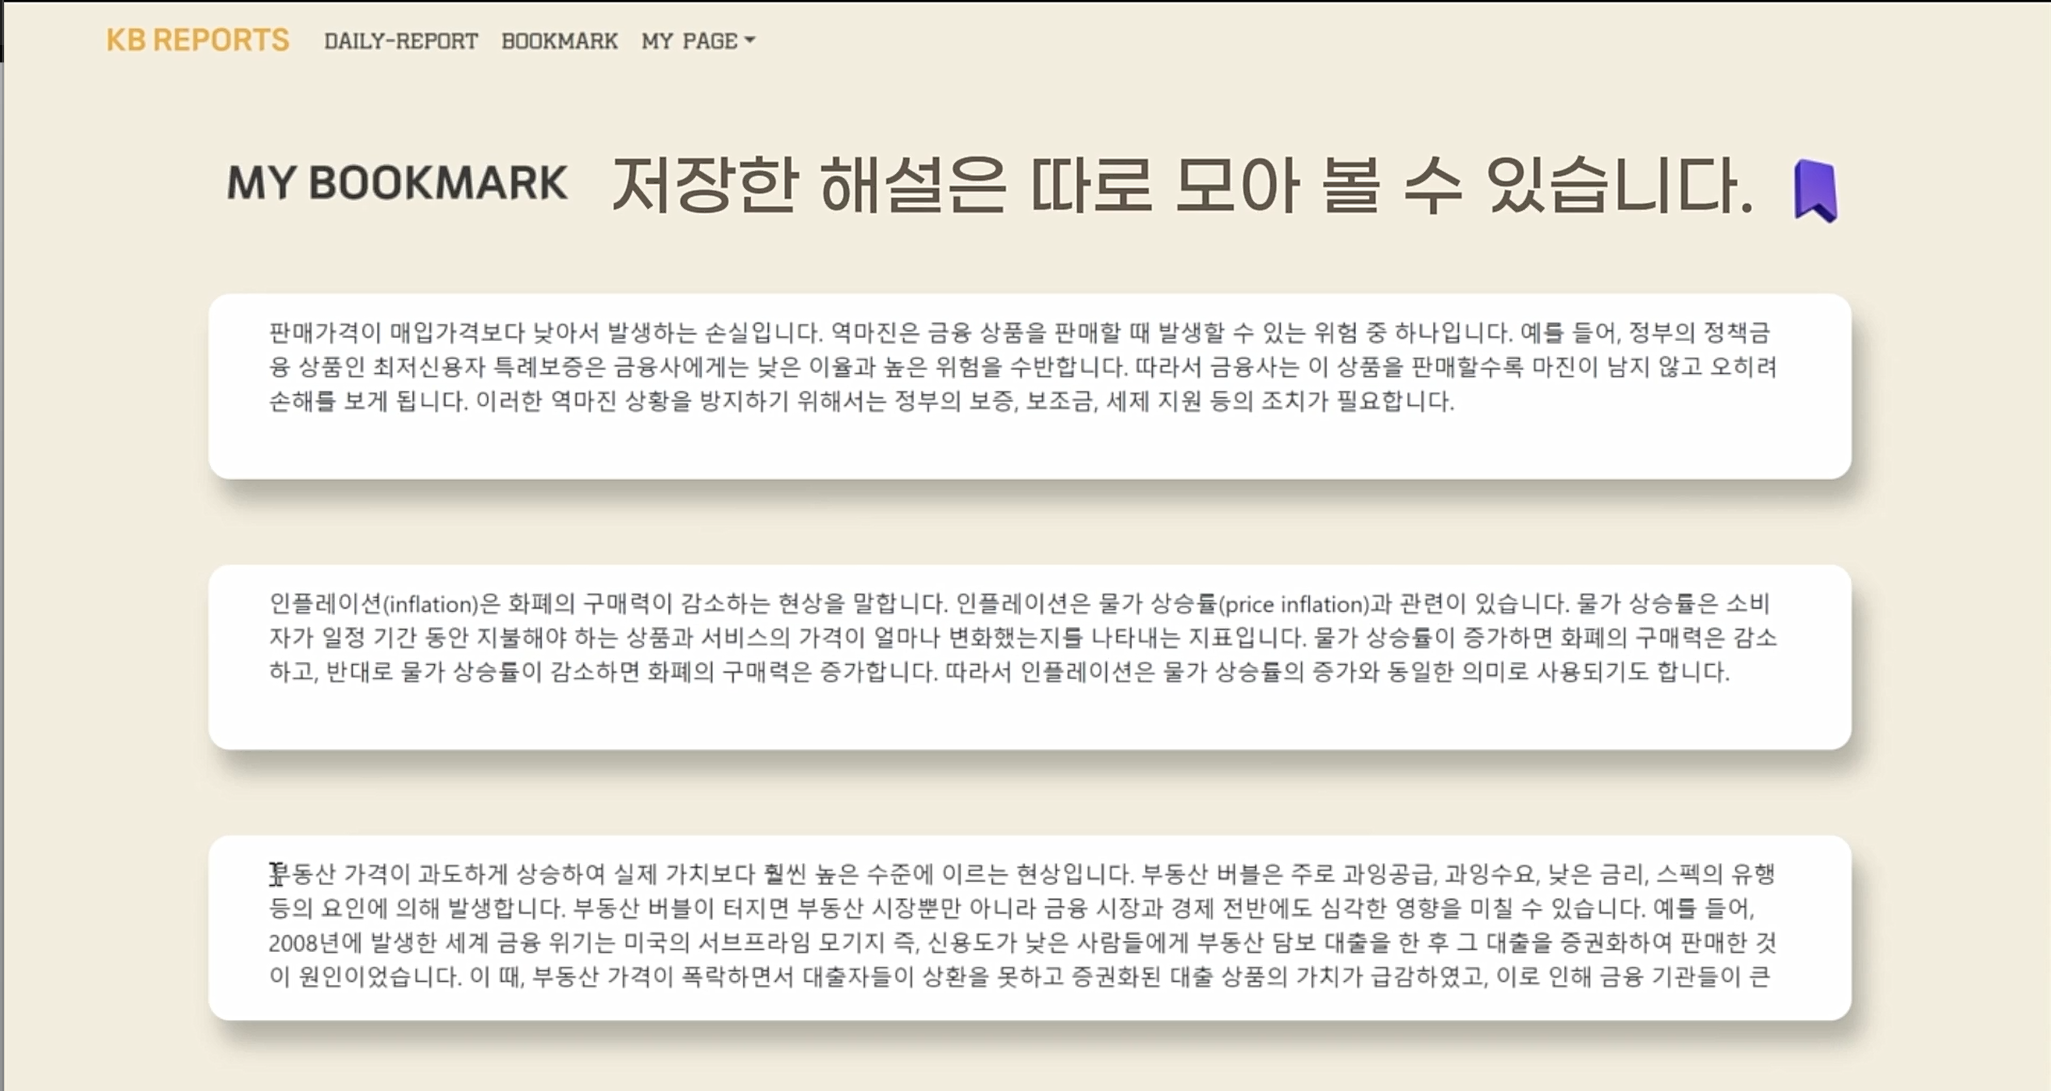 KB REPORTS DAILY-REPORT BOOKMARK MY PAGE
MY BOOKMARK 저장한 해설은 따로 모아 볼 수 있습니다.
판매가격이 매입가격보다 낮아서 발생하는 손실입니다. 역마진은 금융 상품을 판매할 때 발생할 수 있는 위험 중 하나입니다. 예를 들어, 정부의 정책금
융 상품인 최저신용자 특례보증은 금융사에게는 낮은 이율과 높은 위험을 수반합니다. 따라서 금융사는 이 상품을 판매할수록 마진이 남지 않고 오히려
손해를 보게 됩니다. 이러한 역마진 상황을 방지하기 위해서는 정부의 보증, 보조금, 세제 지원 등의 조치가 필요합니다.
인플레이션(inflation)은 화폐의 구매력이 감소하는 현상을 말합니다. 인플레이션은 물가 상승률(price inflation)과 관련이 있습니다. 물가 상승률은 소비
자가 일정 기간 동안 지불해야 하는 상품과 서비스의 가격이 얼마나 변화했는지를 나타내는 지표입니다. 물가 상승률이 증가하면 화폐의 구매력은 감소
하고, 반대로 물가 상승률이 감소하면 화폐의 구매력은 증가합니다. 따라서 인플레이션은 물가 상승률의 증가와 동일한 의미로 사용되기도 합니다.
부동산 가격이 과도하게 상승하여 실제 가치보다 훨씬 높은 수준에 이르는 현상입니다. 부동산 버블은 주로 과잉공급, 과잉수요, 낮은 금리, 스펙의 유행
등의 요인에 의해 발생합니다. 부동산 버블이 터지면 부동산 시장뿐만 아니라 금융 시장과 경제 전반에도 심각한 영향을 미칠 수 있습니다. 예를 들어,
2008년에 발생한 세계 금융 위기는 미국의 서브프라임 모기지 즉, 신용도가 낮은 사람들에게 부동산 담보 대출을 한 후 그 대출을 증권화하여 판매한 것
이 원인이었습니다. 이 때, 부동산 가격이 폭락하면서 대출자들이 상환을 못하고 증권화된 대출 상품의 가치가 급감하였고, 이로 인해 금융 기관들이 큰